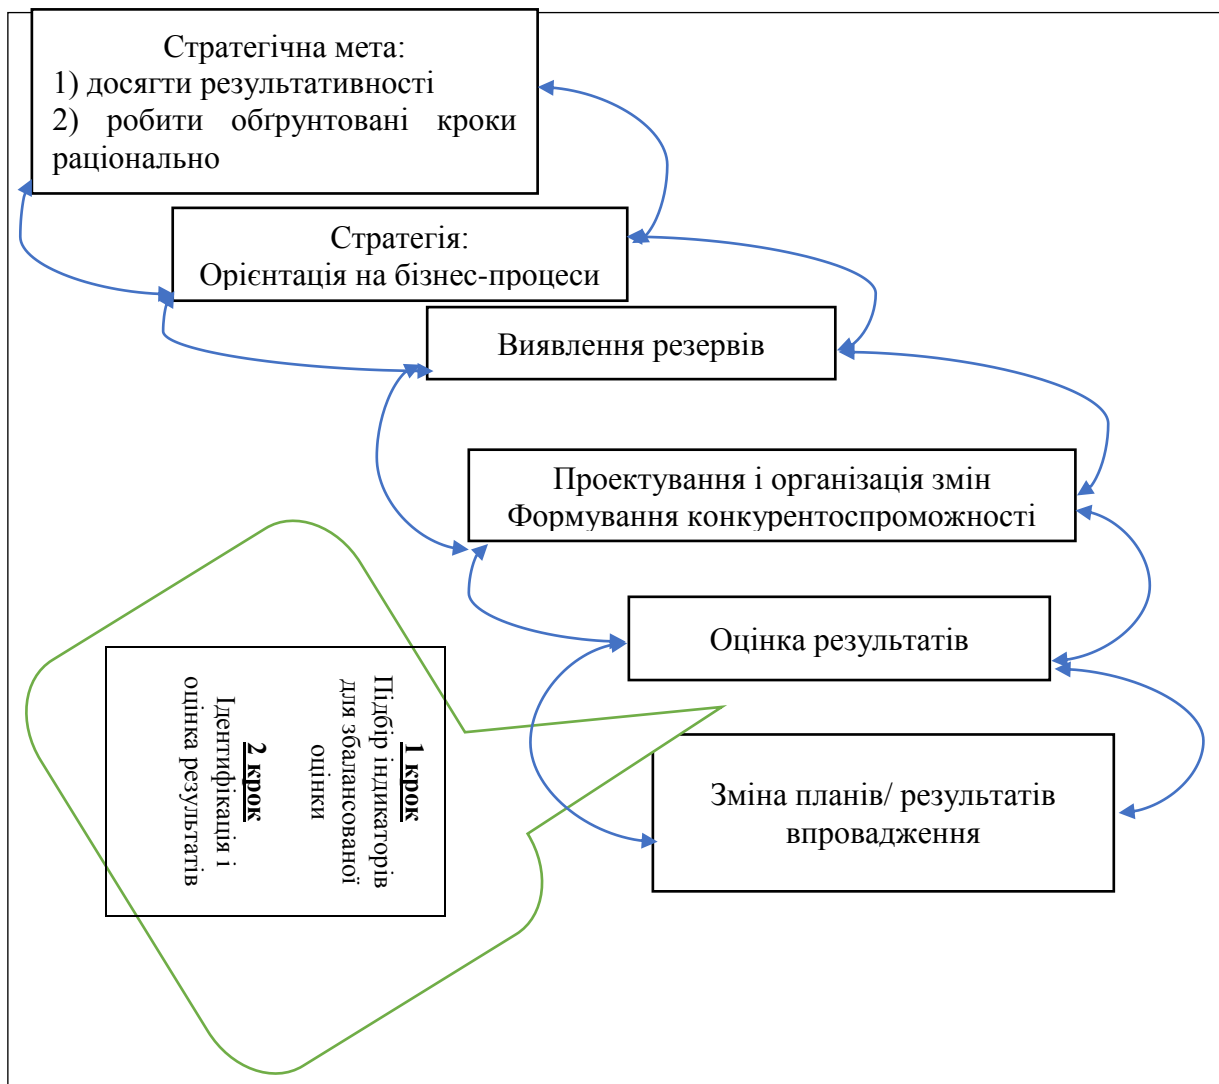 Стратегічна мета:
1) досягти результативності
2) робити обґрунтовані кроки
раціонально
Стратегія:
Орієнтація на бізнес-процеси
Виявлення резервів
Проектування і організація змін
Формування конкурентоспроможності
Оцінка результатів
Зміна планів/ результатів
впровадження
1 крок
Підбір індикаторів
для збалансованої
оцінки
2 крок
Ідентифікація і
оцінка результатів